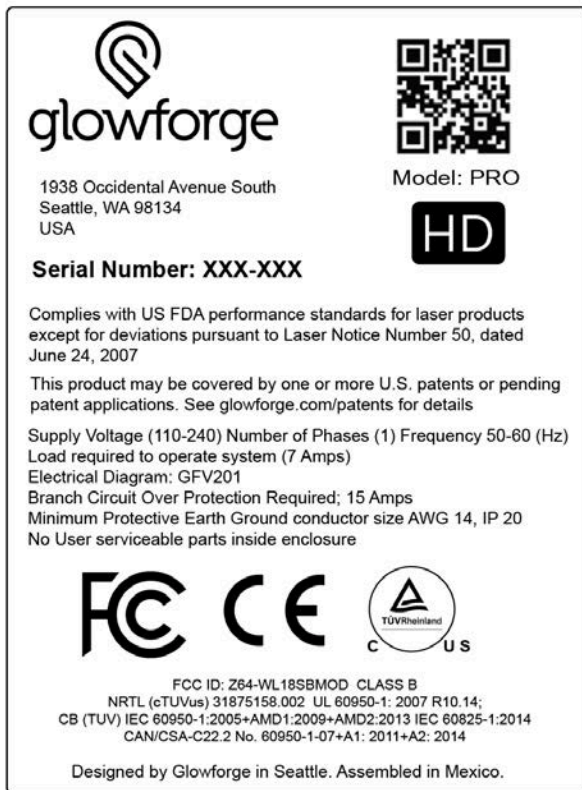 glowforge
Model: PRO
1938 Occidental Avenue South
Seattle, WA 98134
USA
HD
Serial Number: XXX-XXX
Complies with US FDA performance standards for laser products
except for deviations pursuant to Laser Notice Number 50, dated
June 24, 2007
This product may be covered by one or more U.S. patents or pending
patent applications. See glowforge.com/patents for details
Supply Voltage (110-240) Number of Phases (1) Frequency 50-60 (Hz)
Load required to operate system (7 Amps)
Electrical Diagram: GFV201
Branch Circuit Over Protection Required; 15 Amps
Minimum Protective Earth Ground conductor size AWG 14, IP 20
No User serviceable parts inside enclosure
FC CE
TÜVRheinland
C US
FCC ID: Z64-WL18SBMOD CLASS B
NRTL (cTUVus) 31875158.002 UL 60950-1: 2007 R10.14;
CB (TUV) IEC 60950-1:2005+AMD1:2009+AMD2:2013 IEC 60825-1:2014
CAN/CSA-C22.2 No. 60950-1-07+A1: 2011+A2: 2014
Designed by Glowforge in Seattle. Assembled in Mexico.